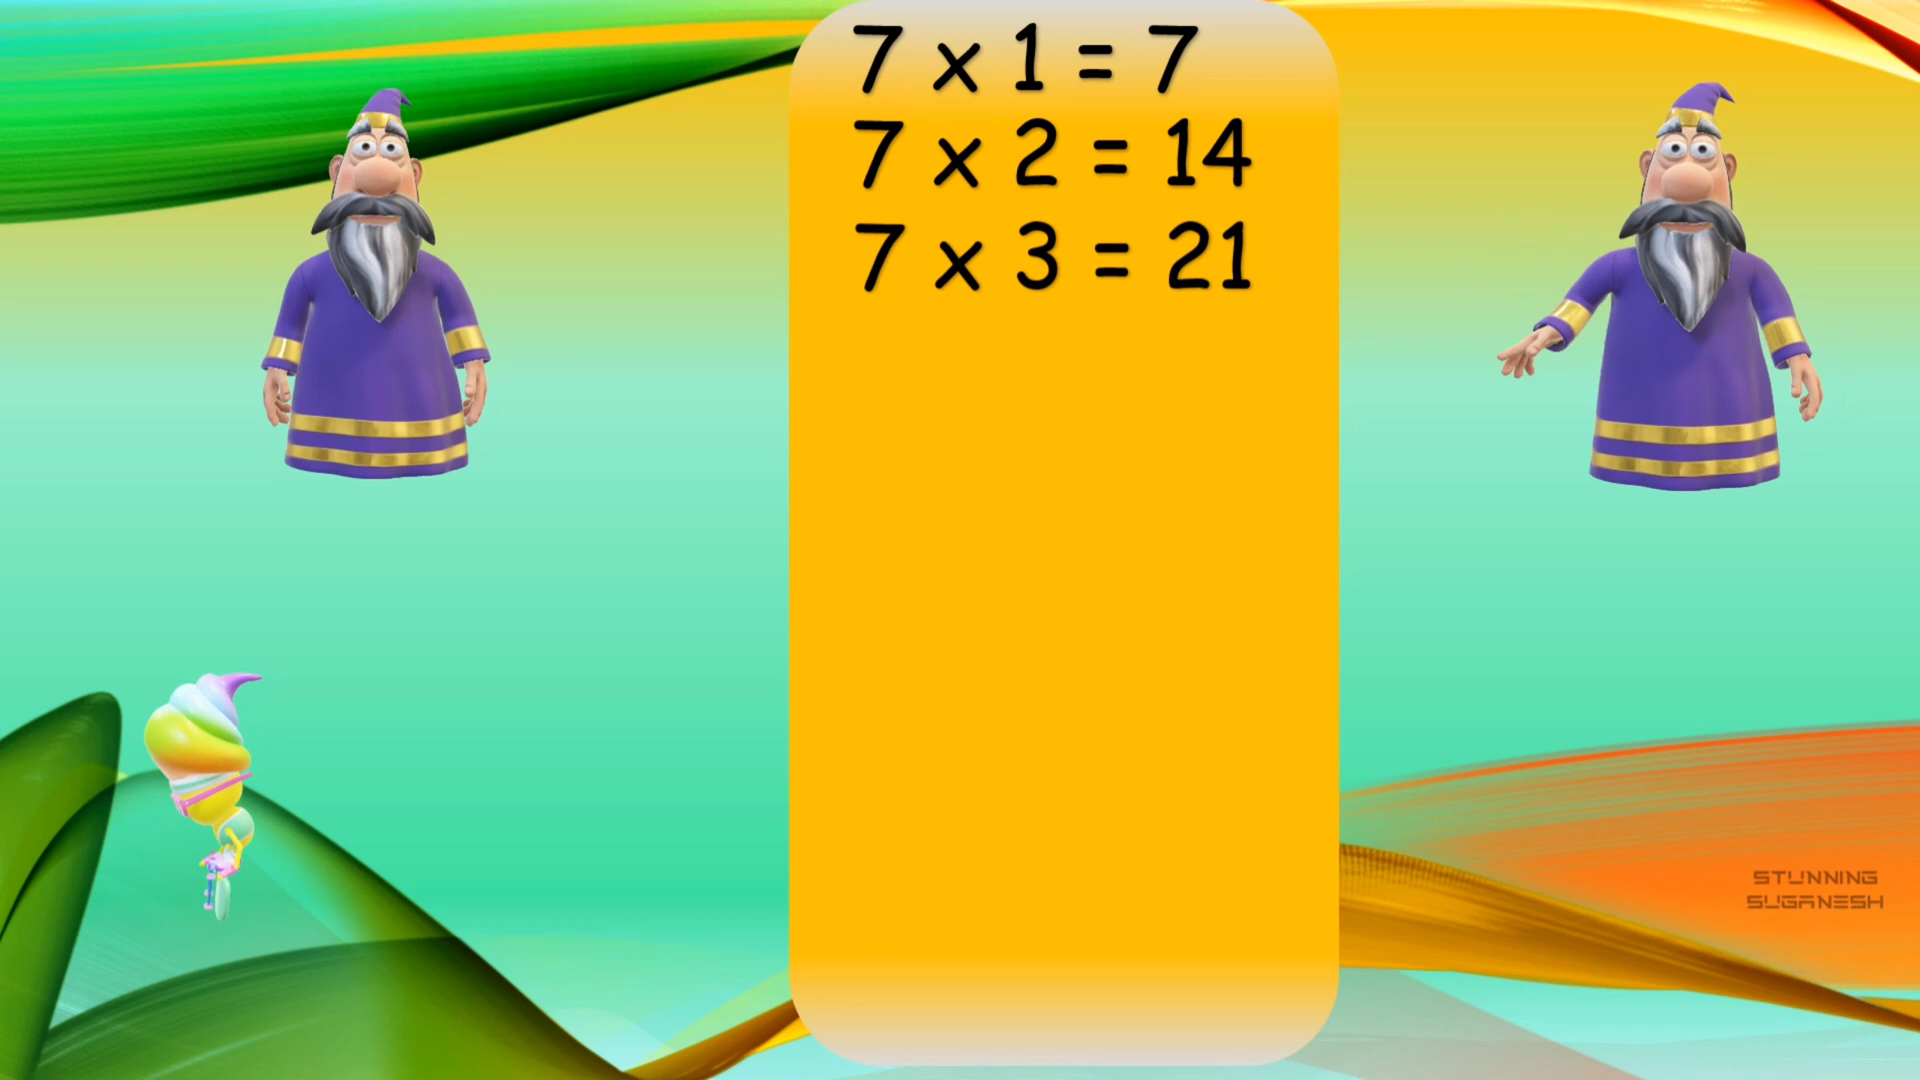 7 x 1 = 7
7 x 2 = 14
7 x 3 = 21
STUNNING
SUGANESH